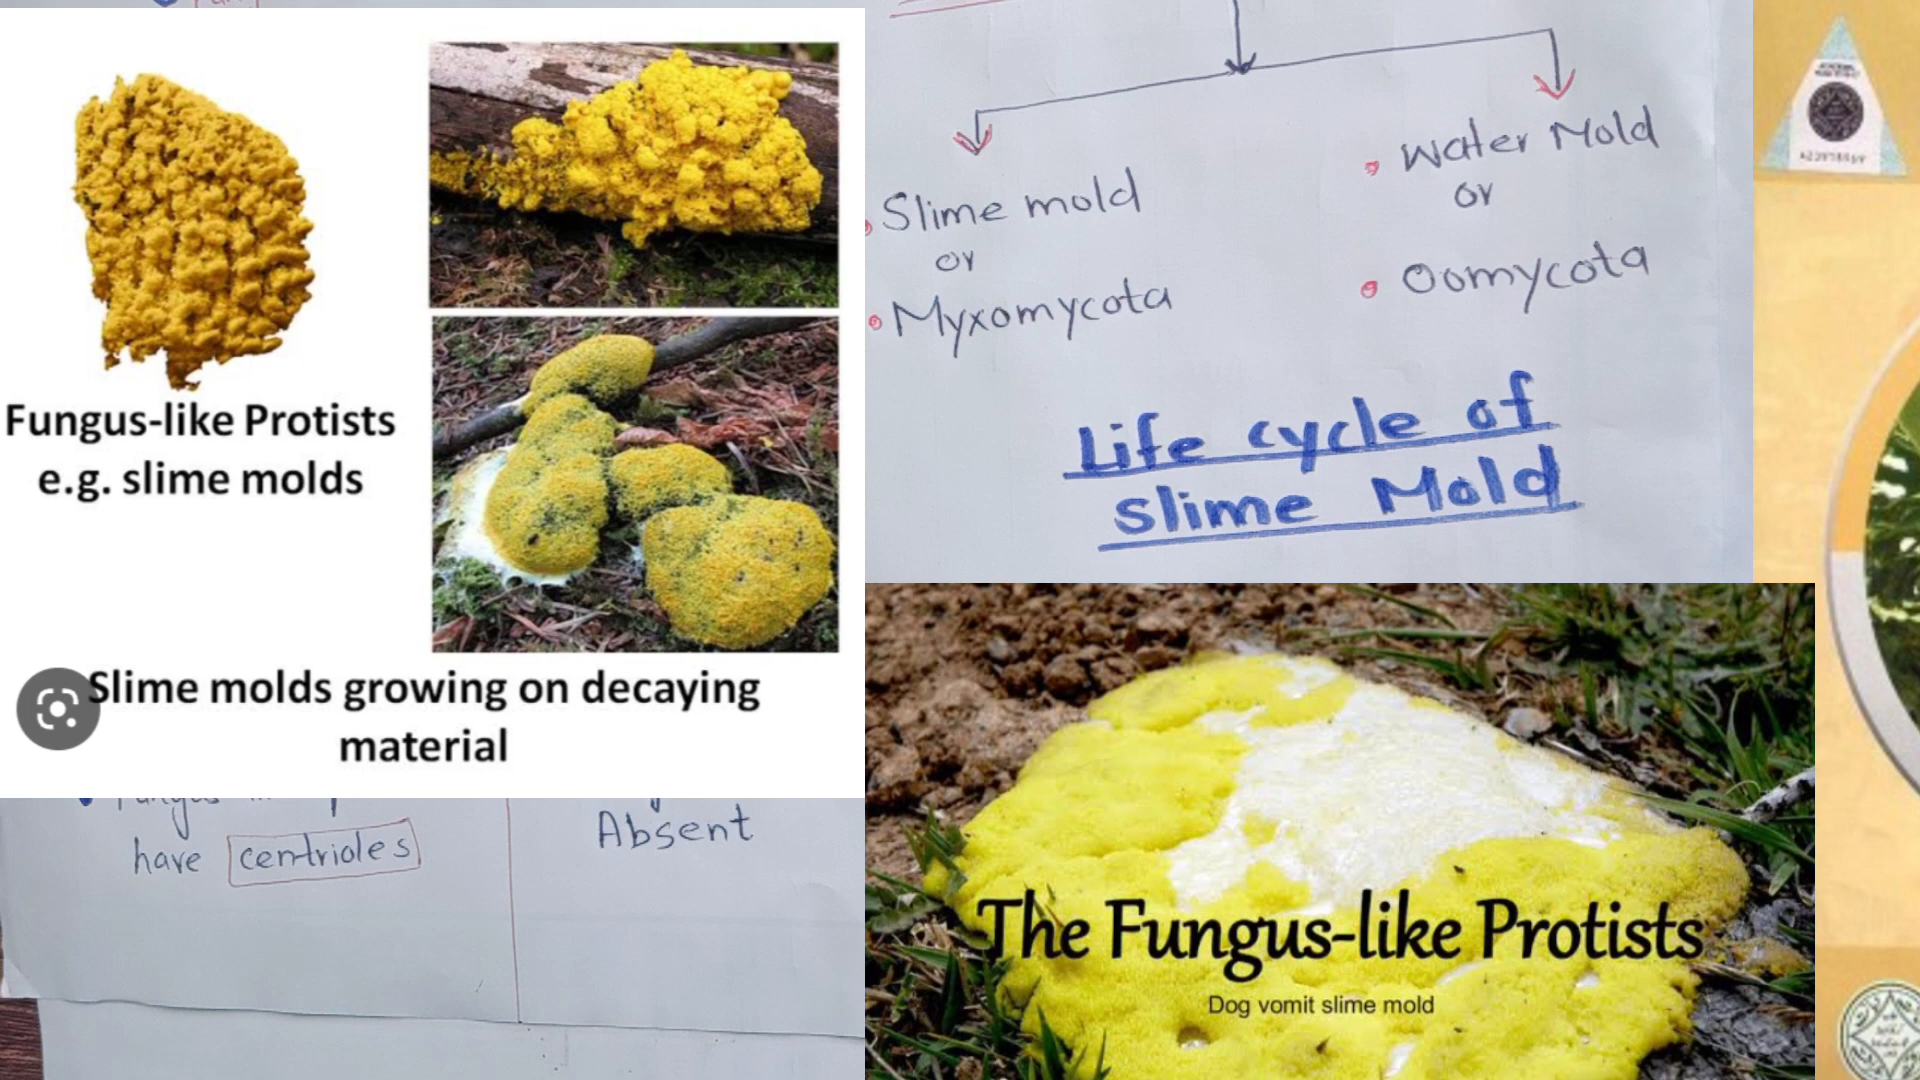 Fungus-like Protists
e.g. slime molds
Slime molds growing on decaying
material
have centrioles
Absent
Slime mold
or
Myxomycota
Water Mold
or
Oomycota
Life cycle of
Slime Mold
The Fungus-like Protists
Dog vomit slime mold